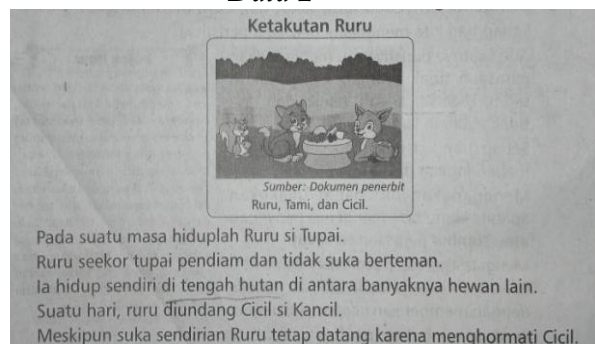 Ketakutan Ruru
Sumber: Dokumen penerbit
Ruru, Tami, dan Cicil.
Pada suatu masa hiduplah Ruru si Tupai.
Ruru seekor tupai pendiam dan tidak suka berteman.
Ia hidup sendiri di tengah hutan di antara banyaknya hewan lain.
Suatu hari, ruru diundang Cicil si Kancil.
Meskipun suka sendirian Ruru tetap datang karena menghormati Cicil.